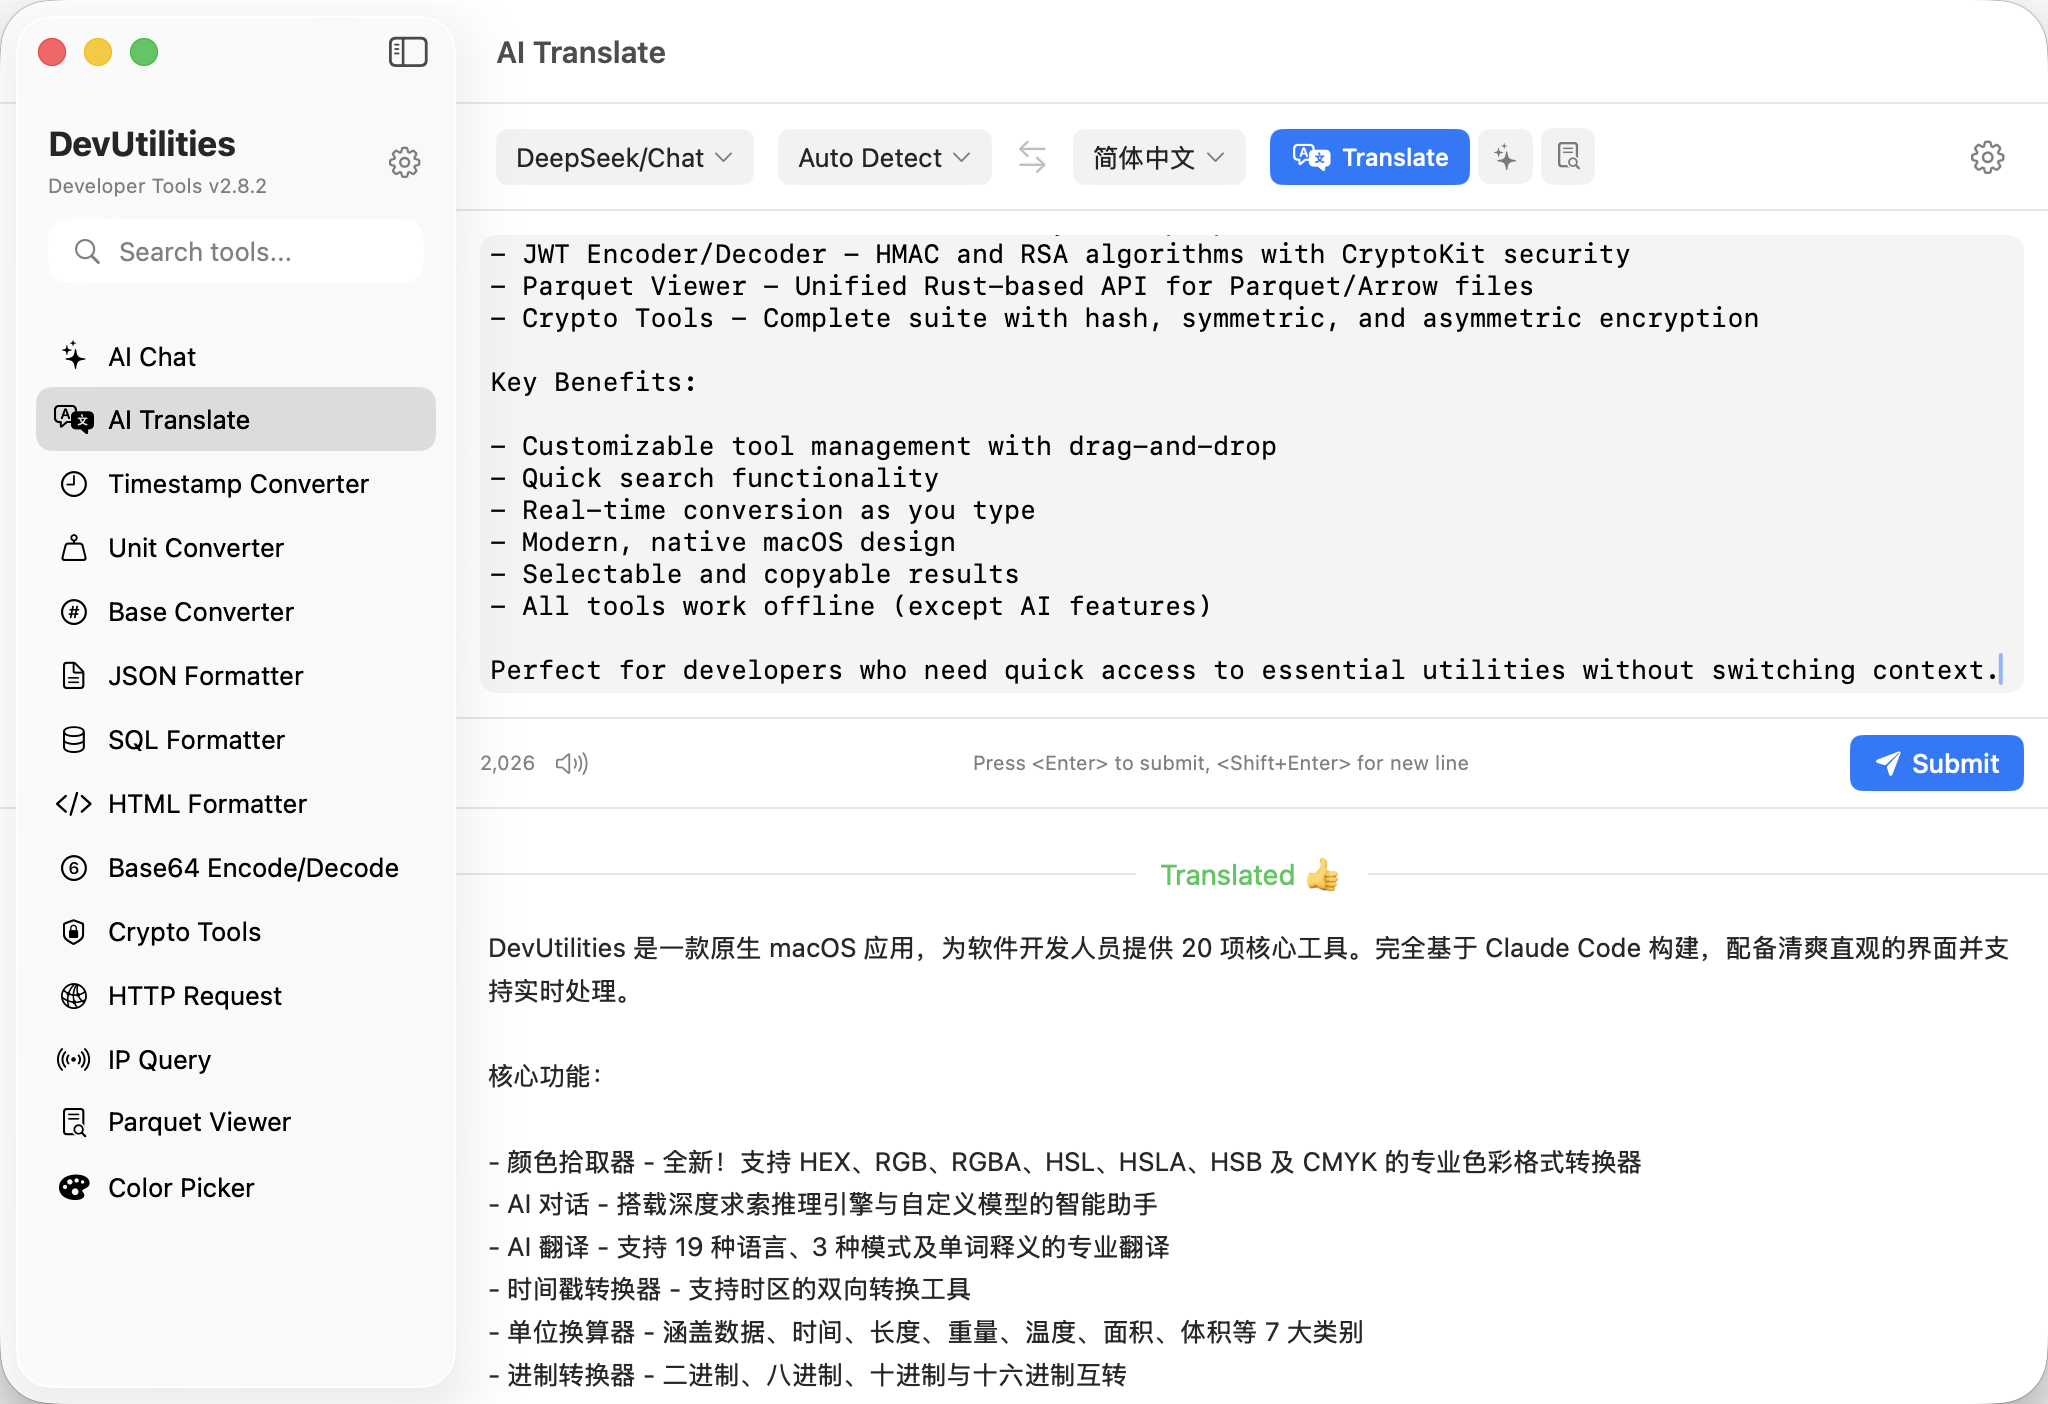 AI Translate
DevUtilities
Developer Tools v2.8.2
Search tools...
AI Chat
AI Translate
Timestamp Converter
Unit Converter
Base Converter
JSON Formatter
SQL Formatter
HTML Formatter
Base64 Encode/Decode
Crypto Tools
HTTP Request
IP Query
Parquet Viewer
Color Picker
DeepSeek/Chat
Auto Detect
简体中文
Translate
- JWT Encoder/Decoder - HMAC and RSA algorithms with CryptoKit security
- Parquet Viewer - Unified Rust-based API for Parquet/Arrow files
- Crypto Tools - Complete suite with hash, symmetric, and asymmetric encryption
Key Benefits:
- Customizable tool management with drag-and-drop
- Quick search functionality
- Real-time conversion as you type
- Modern, native macOS design
- Selectable and copyable results
- All tools work offline (except AI features)
Perfect for developers who need quick access to essential utilities without switching context.
2,026
Press <Enter> to submit, <Shift+Enter> for new line
Submit
Translated 👍
DevUtilities 是一款原生 macOS 应用，为软件开发人员提供 20 项核心工具。完全基于 Claude Code 构建，配备清爽直观的界面并支
持实时处理。
核心功能：
- 颜色拾取器 - 全新！支持 HEX、RGB、RGBA、HSL、HSLA、HSB 及 CMYK 的专业色彩格式转换器
- AI 对话 - 搭载深度求索推理引擎与自定义模型的智能助手
- AI 翻译 - 支持 19 种语言、3 种模式及单词释义的专业翻译
- 时间戳转换器 - 支持时区的双向转换工具
- 单位换算器 - 涵盖数据、时间、长度、重量、温度、面积、体积等 7 大类别
- 进制转换器 - 二进制、八进制、十进制与十六进制互转